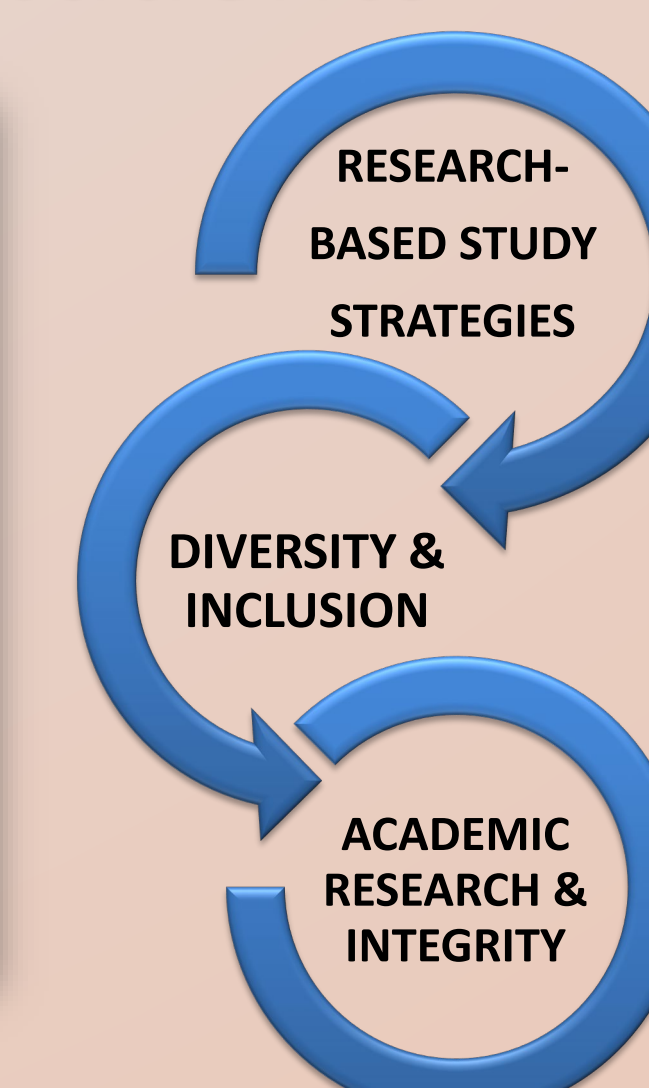 RESEARCH-
BASED STUDY
STRATEGIES
DIVERSITY &
INCLUSION
ACADEMIC
RESEARCH &
INTEGRITY